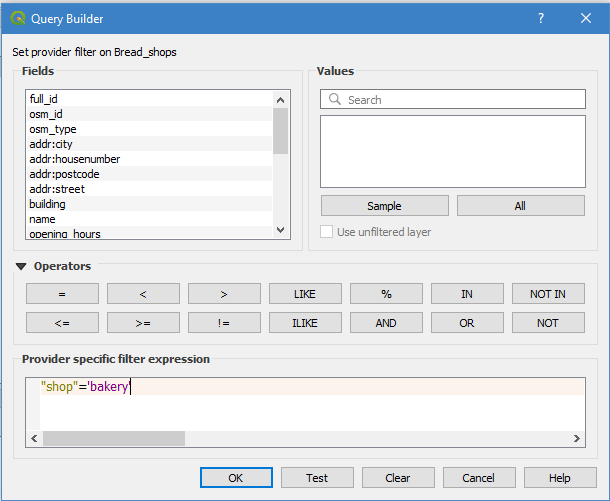 Query Builder
Set provider filter on Bread_shops
Fields
full_id
osm_id
osm_type
addr:city
addr:housenumber
addr:postcode
addr:street
building
name
opening_hours
Values
Search
Sample
All
Use unfiltered layer
Operators
= < > LIKE % IN NOT IN
<= >= != ILIKE AND OR NOT
Provider specific filter expression
"shop"='bakery'
OK Test Clear Cancel Help